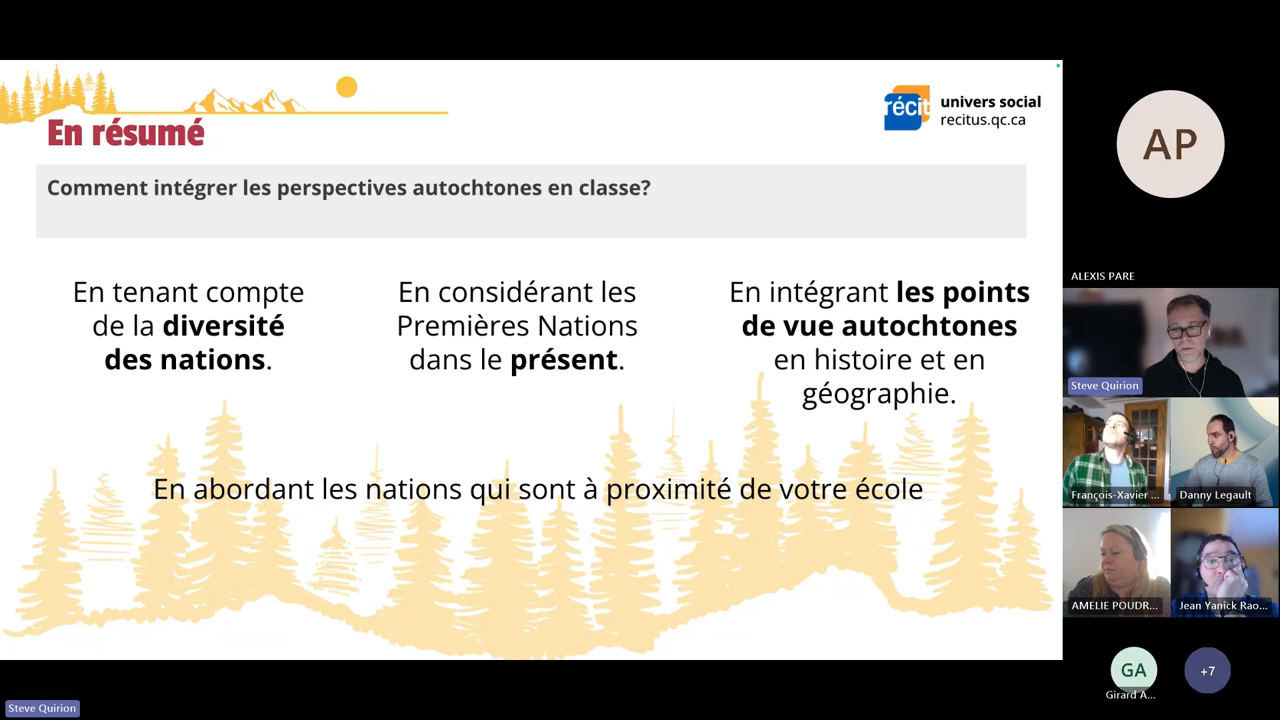 En résumé
récit
univers social
recitus.qc.ca
Comment intégrer les perspectives autochtones en classe?
En tenant compte
de la diversité
des nations.
En considérant les
Premières Nations
dans le présent.
En intégrant les points
de vue autochtones
en histoire et en
géographie.
En abordant les nations qui sont à proximité de votre école
AP
ALEXIS PARE
Steve Quirion
François-Xavier ...
Danny Legault
AMELIE POUDR...
Jean Yanick Rao...
GA
Girard A...
+7
Steve Quirion